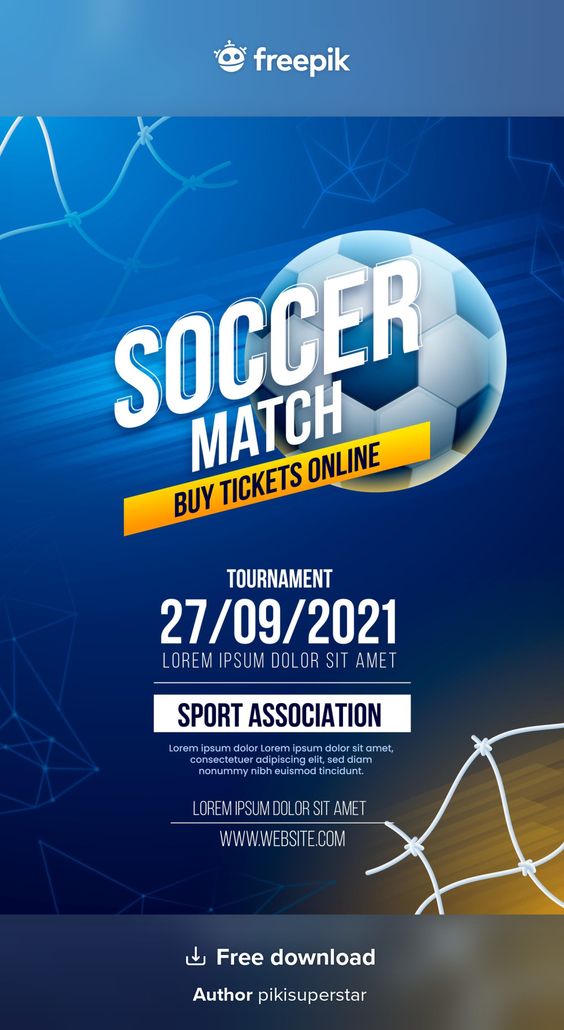 freepik
SOCCER
MATCH
BUY TICKETS ONLINE
TOURNAMENT
27/09/2021
LOREM IPSUM DOLOR SIT AMET
SPORT ASSOCIATION
Lorem ipsum dolor Lorem ipsum dolor sit amet,
consectetuer adipiscing elit, sed diam
nonummy nibh euismod tincidunt.
LOREM IPSUM DOLOR SIT AMET
WWW.WEBSITE.COM
Free download
Author pikisuperstar